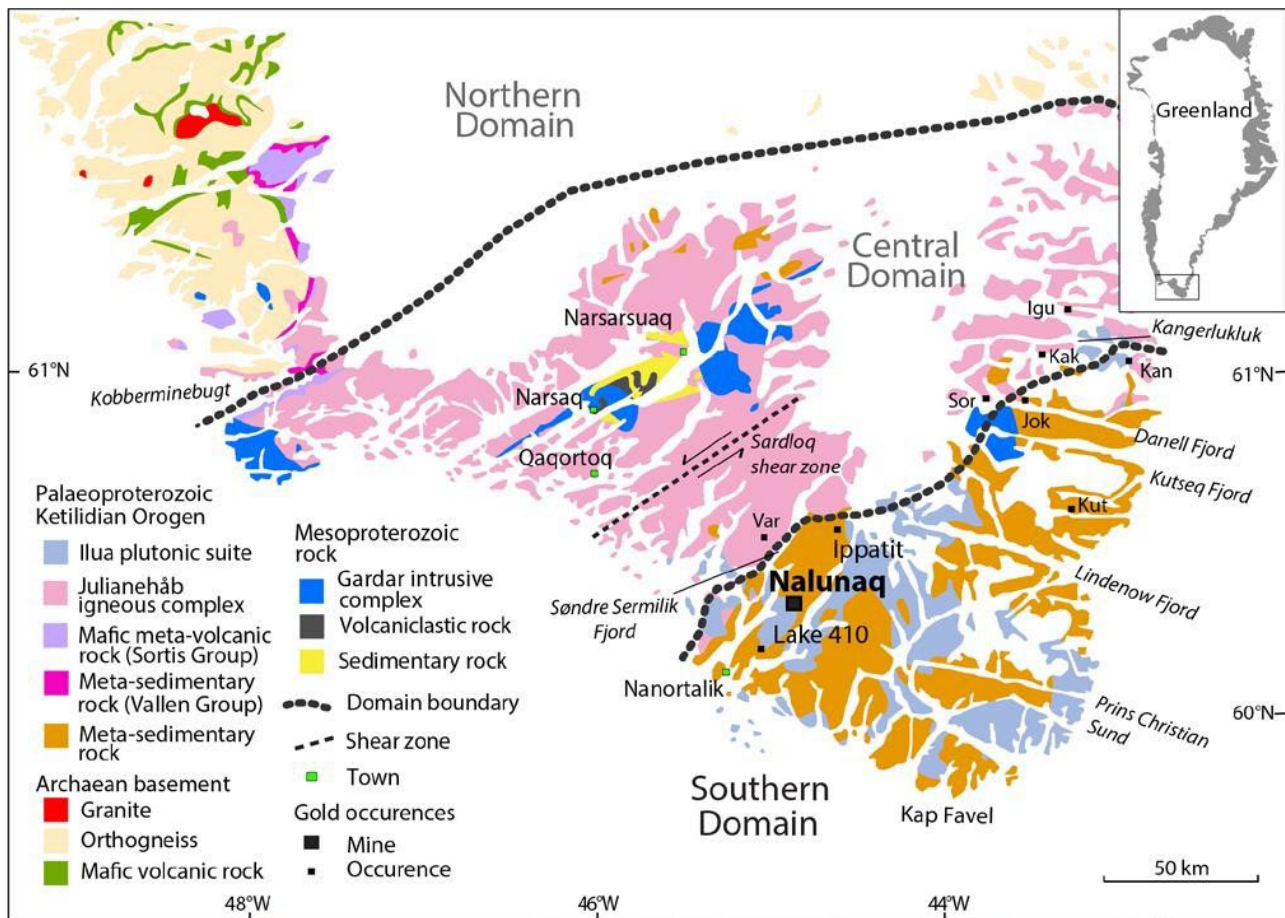 Northern
Domain
Greenland
Central
Domain
Narsarsuaq
Igu
Kangerlukluk
61°N
Kobberminebugt
Kak
Kan
61°N
Narsaq
Sor
Jok
Qaqortoq
Sardloq
shear zone
Danell Fjord
Kutseq Fjord
Kut
Var
Ippatit
Nalunaq
Søndre Sermilik
Fjord
Lake 410
Lindenow Fjord
Nanortalik
Prins Christian
Sund
60°N
Southern
Domain
Kap Favel
Palaeoproterozoic
Ketilidian Orogen
Ilua plutonic suite
Julianehåb
igneous complex
Mafic meta-volcanic
rock (Sortis Group)
Meta-sedimentary
rock (Vallen Group)
Meta-sedimentary
rock
Archaean basement
Granite
Orthogneiss
Mafic volcanic rock
Mesoproterozoic
rock
Gardar intrusive
complex
Volcaniclastic rock
Sedimentary rock
Domain boundary
Shear zone
Town
Gold occurences
Mine
Occurence
50 km
48°W
46°W
44°W